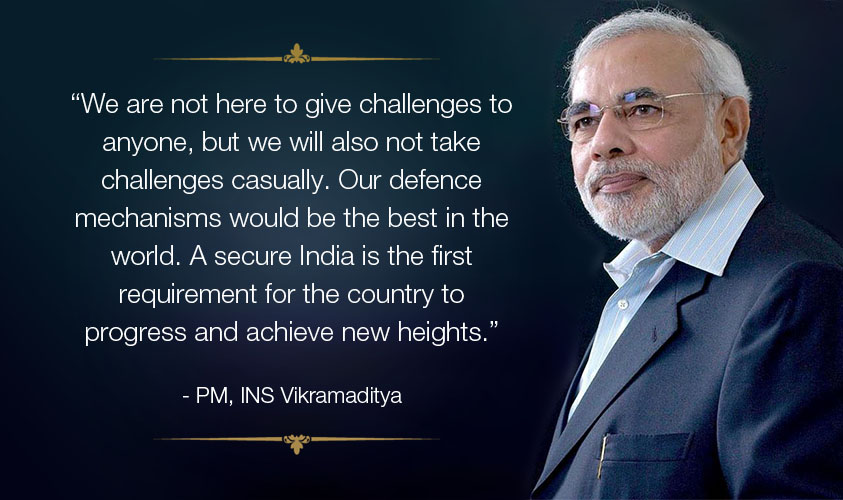 “We are not here to give challenges to
anyone, but we will also not take
challenges casually. Our defence
mechanisms would be the best in the
world. A secure India is the first
requirement for the country to
progress and achieve new heights.”
- PM, INS Vikramaditya